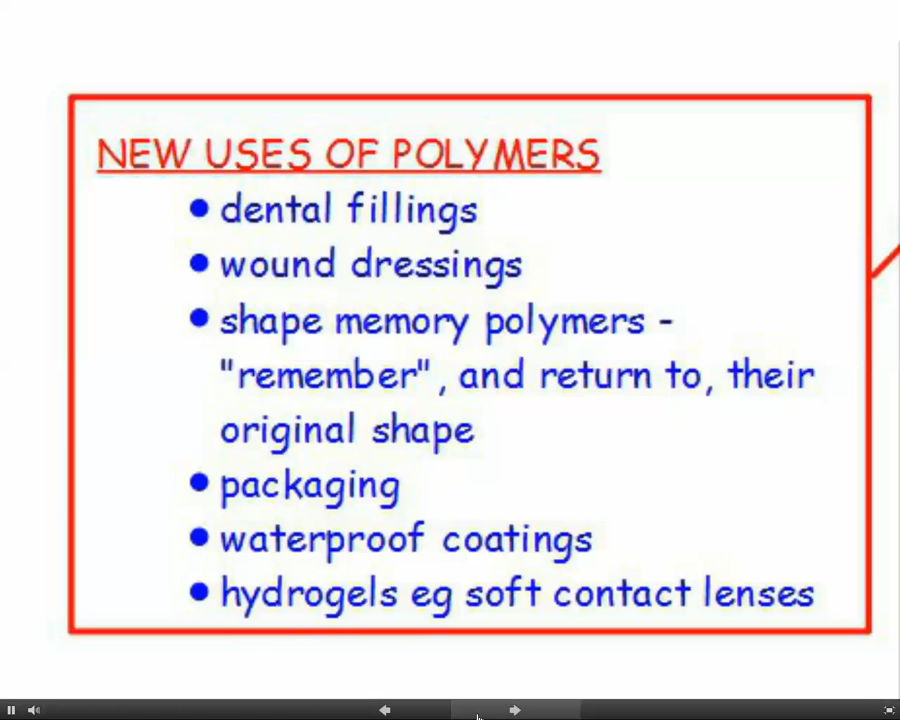 NEW USES OF POLYMERS
● dental fillings
● wound dressings
● shape memory polymers -
"remember", and return to, their
original shape
● packaging
● waterproof coatings
● hydrogels eg soft contact lenses